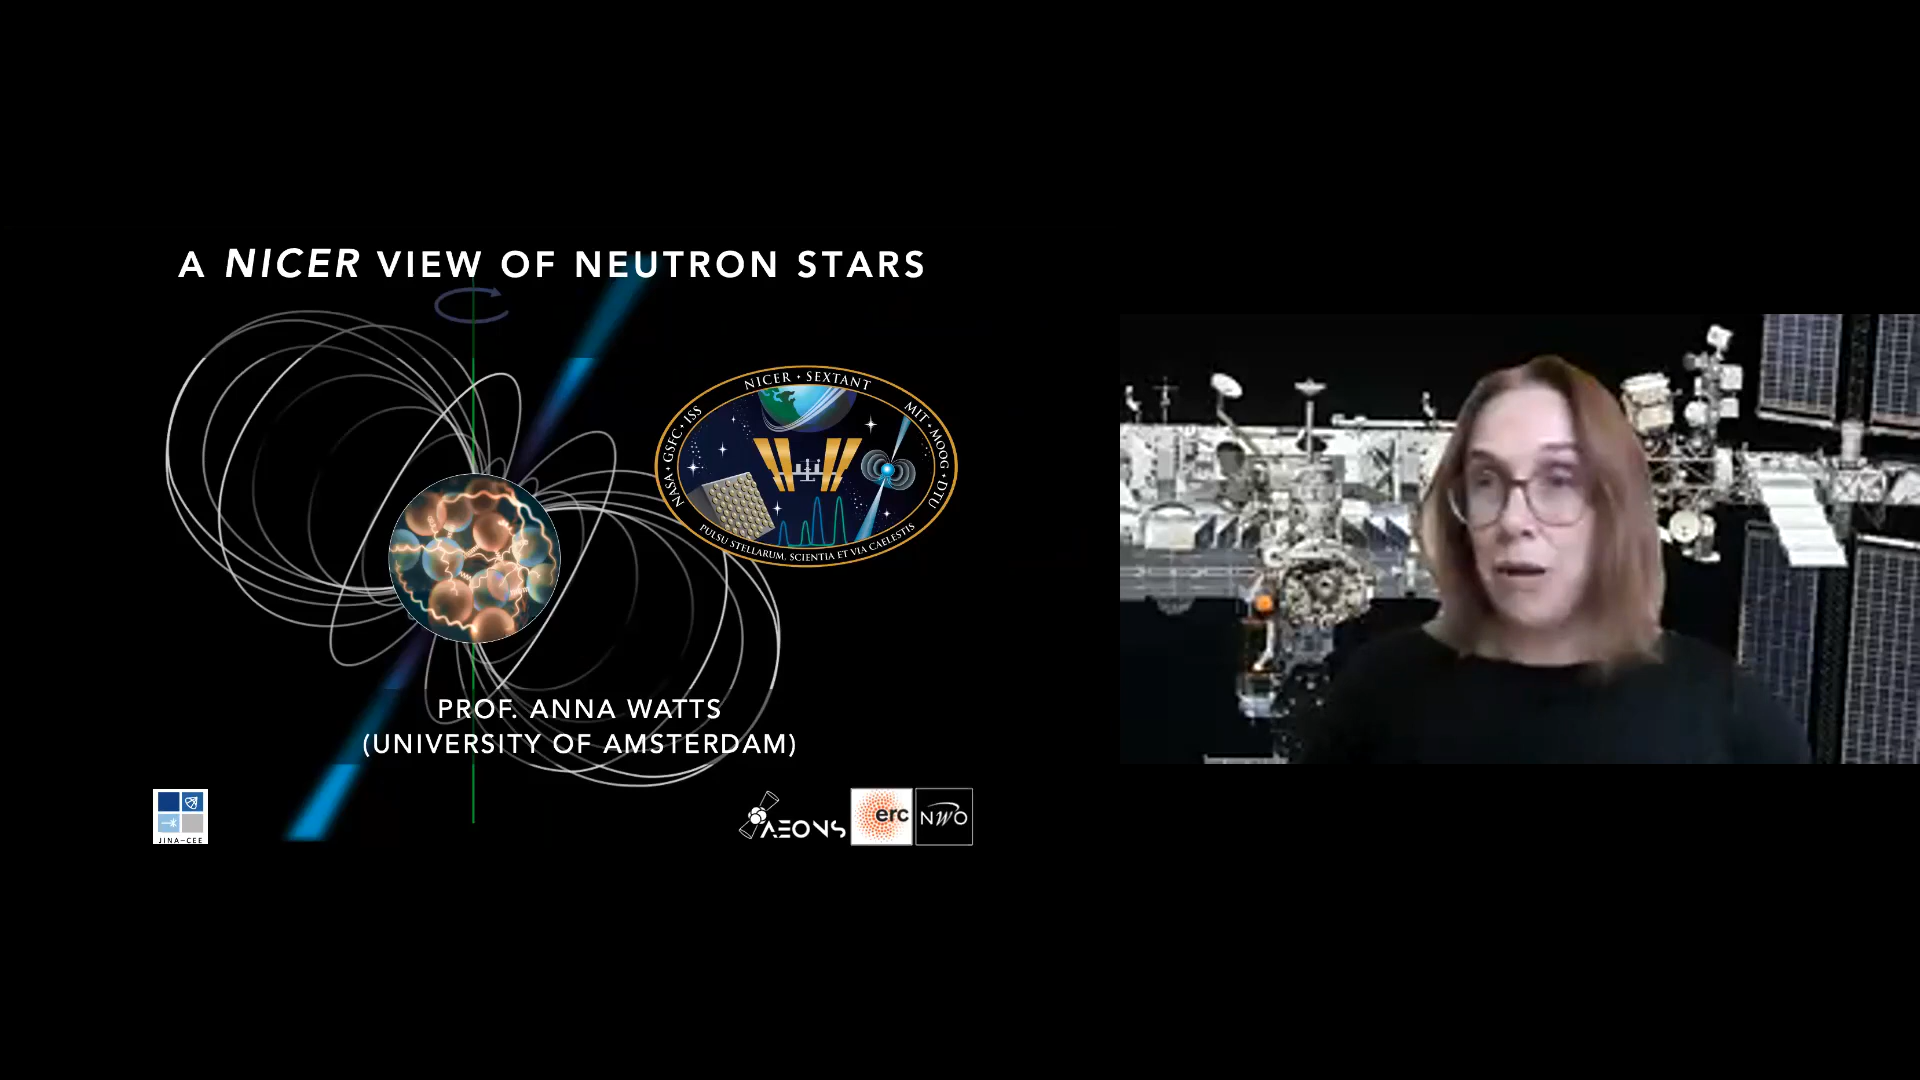 A NICER VIEW OF NEUTRON STARS
NICER • SEXTANT
NASA • GSFC • ISS
MIT • MOOG • DTU
PULSU STELLARUM, SCIENTIA ET VIA CAELESTIS
PROF. ANNA WATTS
(UNIVERSITY OF AMSTERDAM)
JINA-CEE
AEONS
erc
NWO